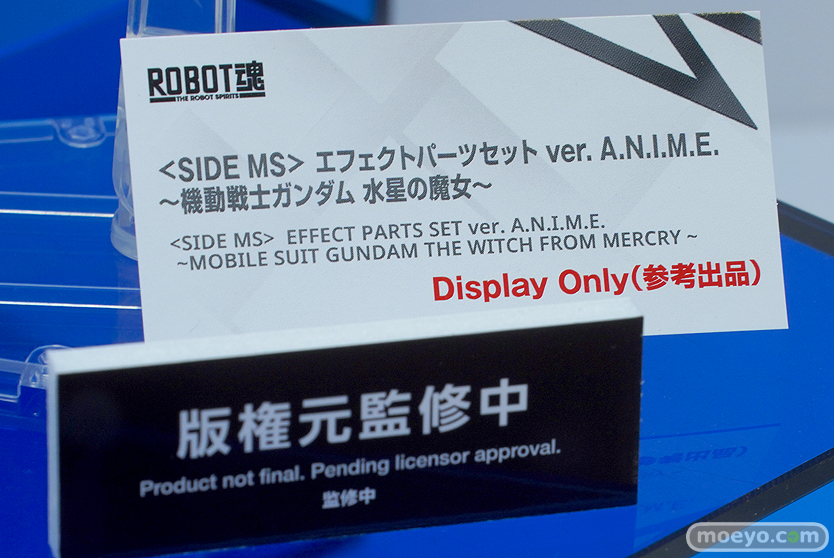 ROBOT魂
THE ROBOT SPIRITS
<SIDE MS> エフェクトパーツセット ver. A.N.I.M.E.
~機動戦士ガンダム 水星の魔女~
<SIDE MS> EFFECT PARTS SET ver. A.N.I.M.E.
~MOBILE SUIT GUNDAM THE WITCH FROM MERCRY ~
Display Only(参考出品)
版権元監修中
Product not final. Pending licensor approval.
监修中
moeyo.com